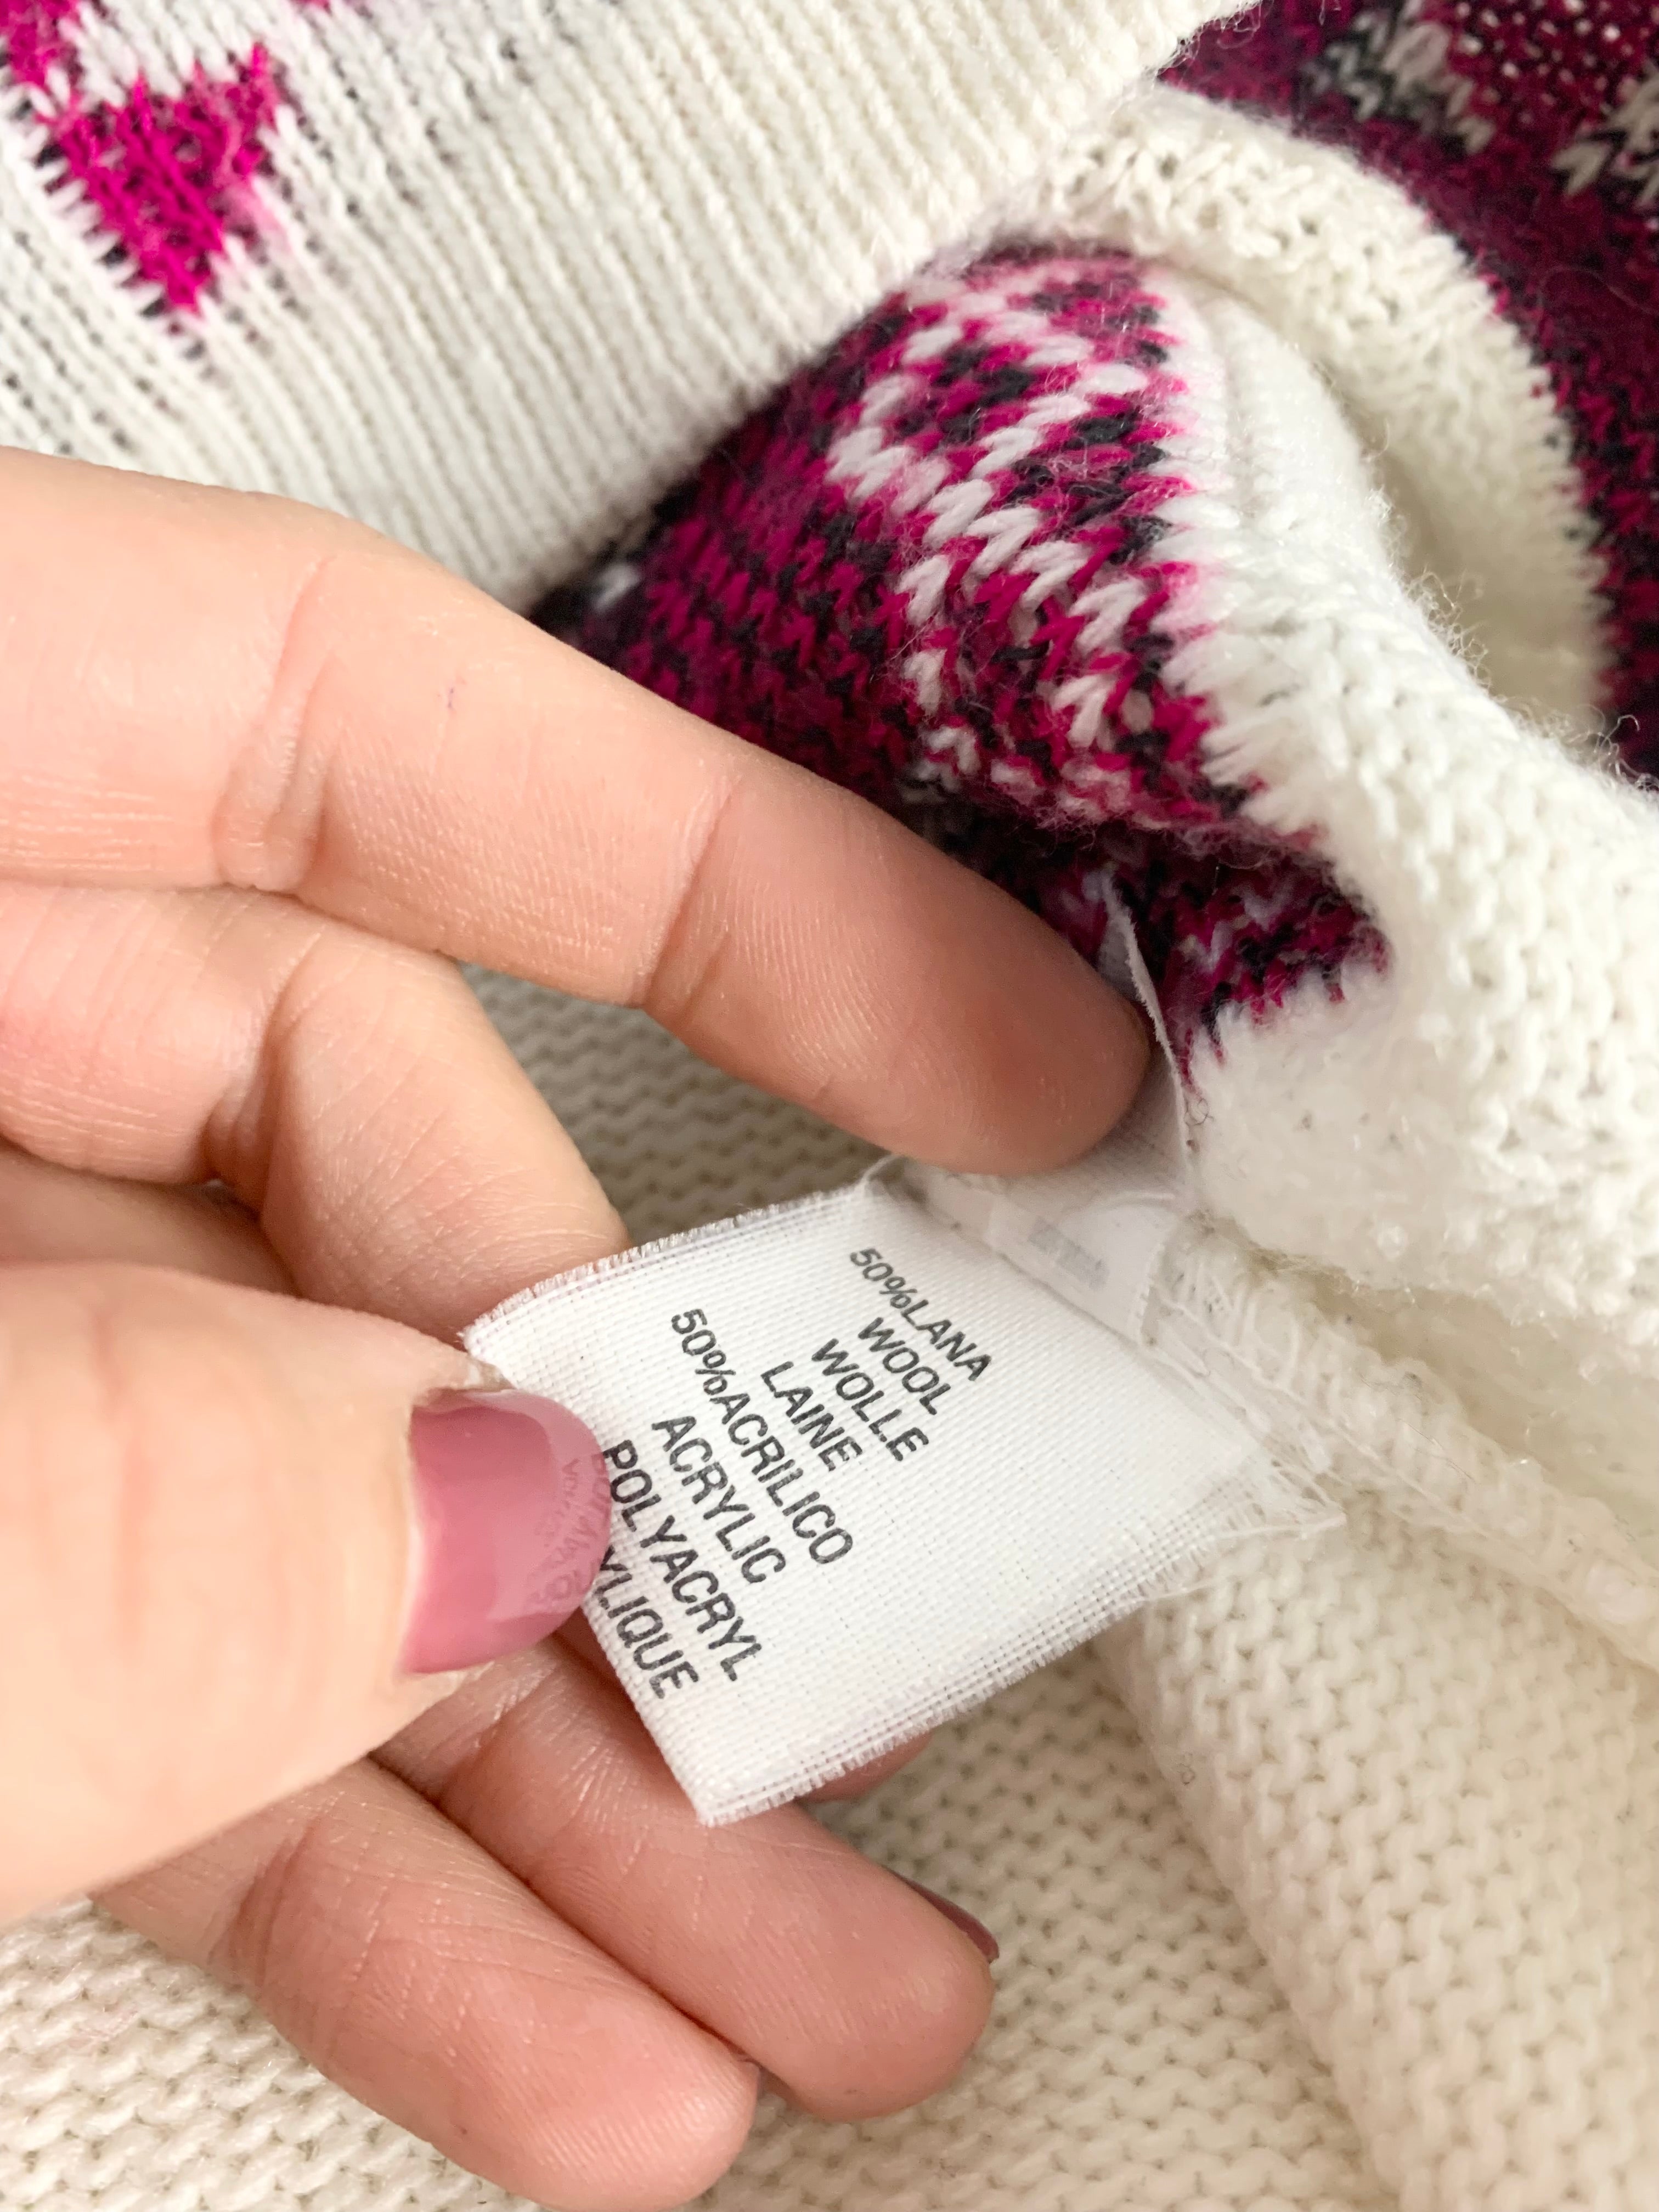 50%LANA
WOOL
WOLLE
LAINE
50%ACRILICO
ACRYLIC
POLYACRYL